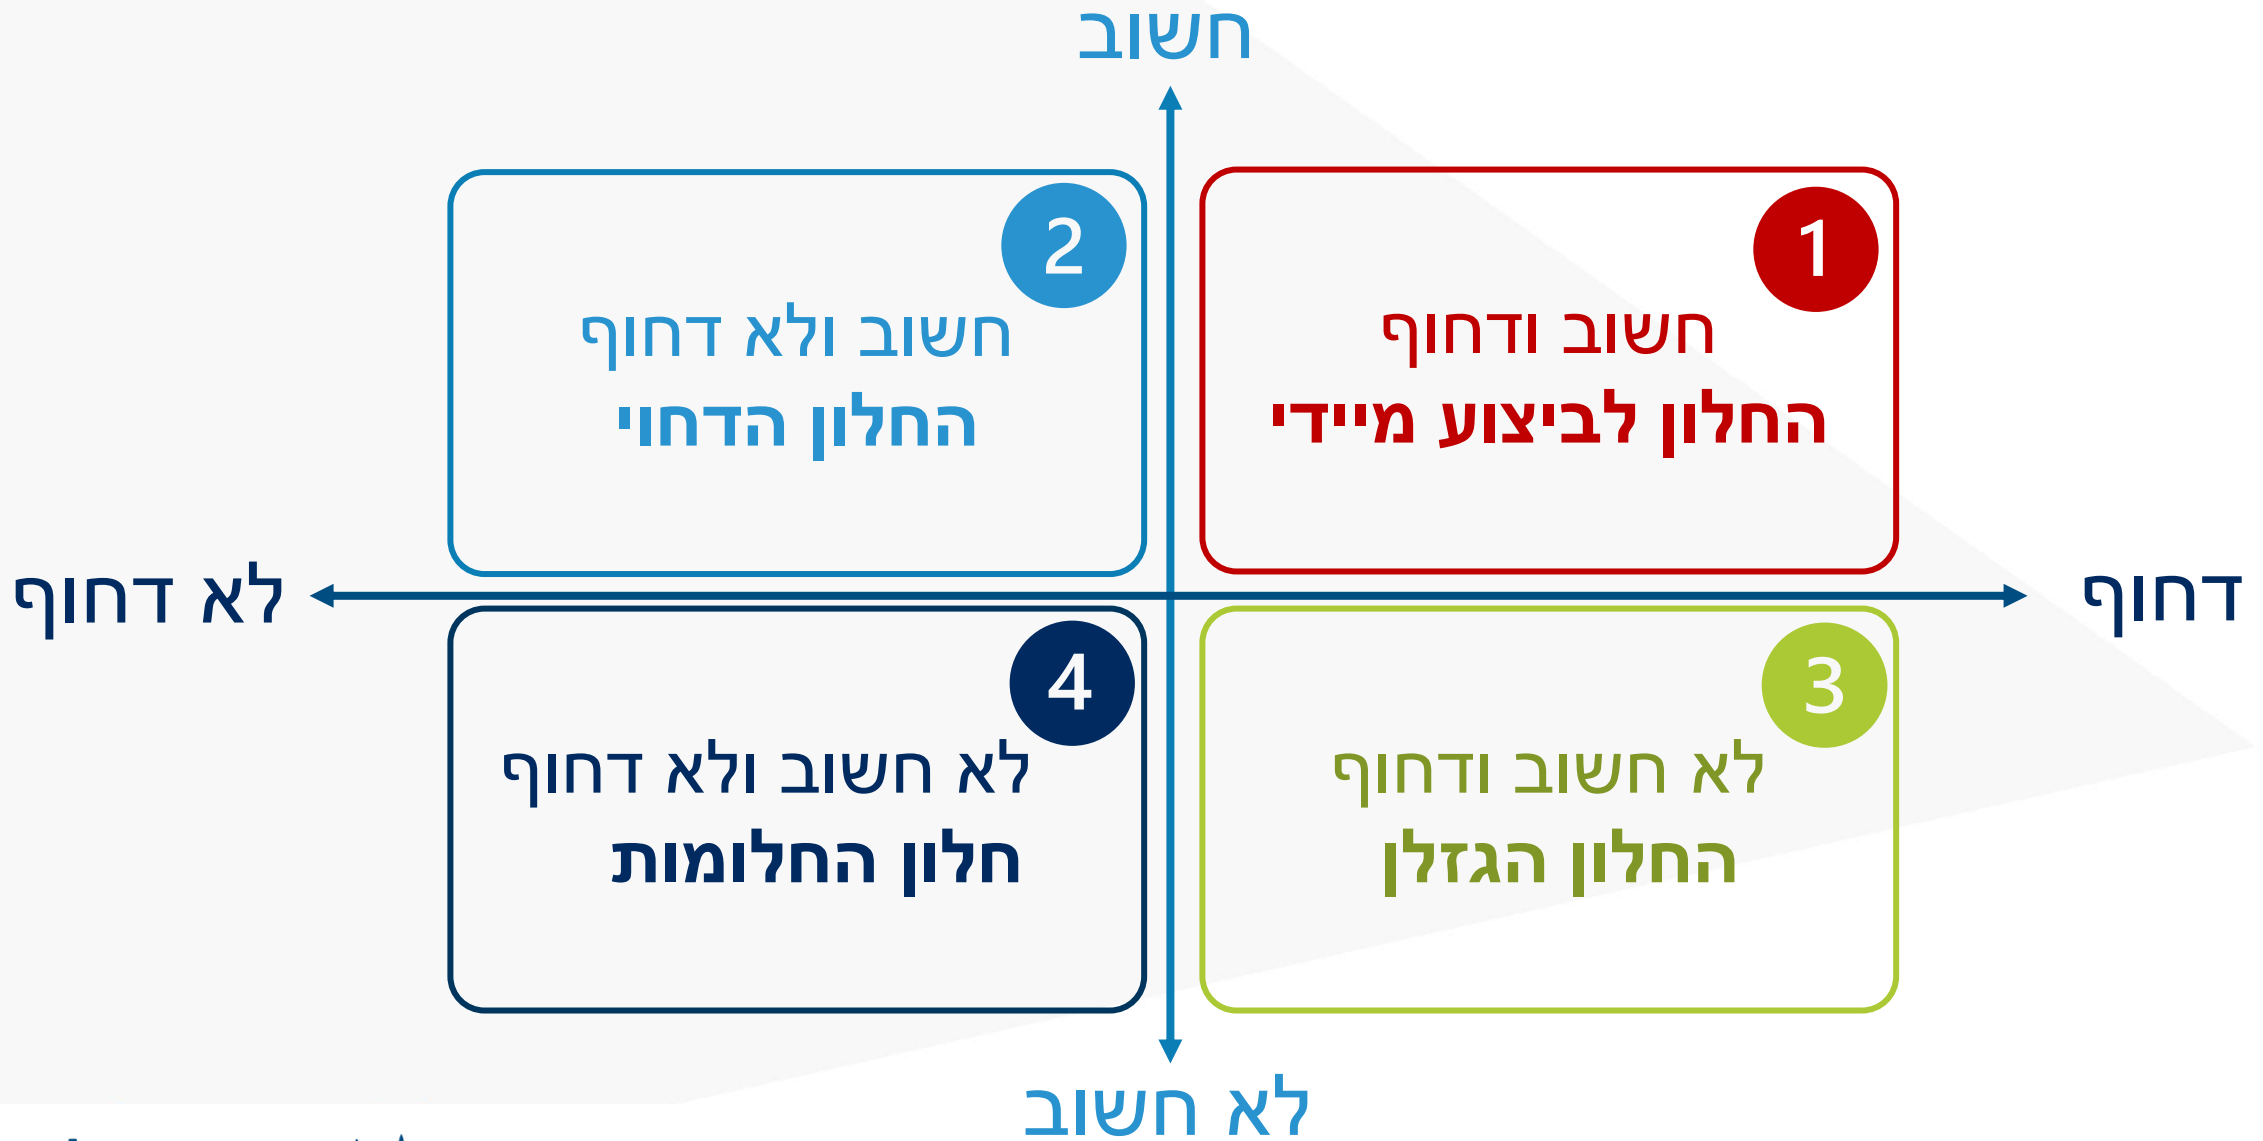 חשוב
1
חשוב ודחוף
החלון לביצוע מיידי
2
חשוב ולא דחוף
החלון הדחוי
דחוף
לא דחוף
3
לא חשוב ודחוף
החלון הגזלן
4
לא חשוב ולא דחוף
חלון החלומות
לא חשוב